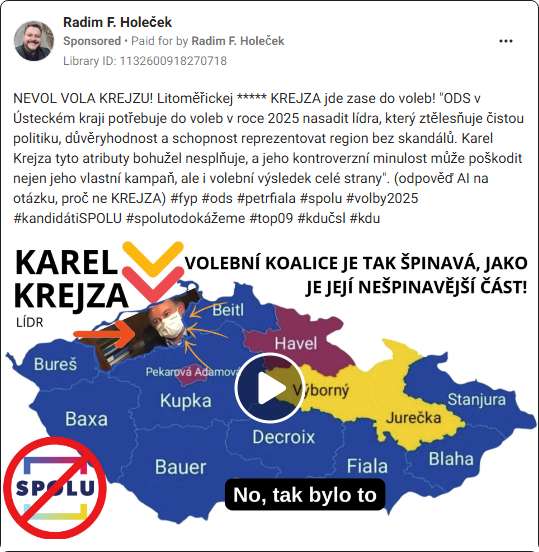 Radim F. Holeček
Sponsored • Paid for by Radim F. Holeček
Library ID: 1132600918270718
NEVOL VOLA KREJZU! Litoměřickej ***** KREJZA jde zase do voleb! "ODS v
Ústeckém kraji potřebuje do voleb v roce 2025 nasadit lídra, který ztělesňuje čistou
politiku, důvěryhodnost a schopnost reprezentovat region bez skandálů. Karel
Krejza tyto atributy bohužel nesplňuje, a jeho kontroverzní minulost může poškodit
nejen jeho vlastní kampaň, ale i volební výsledek celé strany". (odpověď AI na
otázku, proč ne KREJZA) #fyp #ods #petrfiala #spolu #volby2025
#kandidátiSPOLU #spolutodokážeme #top09 #kdučsl #kdu
KAREL
KREJZA
LÍDR
VOLEBNÍ KOALICE JE TAK ŠPINAVÁ, JAKO
JE JEJÍ NEŠPINAVĚJŠÍ ČÁST!
Beitl
Havel
Bureš
Pekarová Adamová
Kupka
Výborný
Stanjura
Jurečka
Baxa
Decroix
Bauer
Fiala
Blaha
SPOLU
No, tak bylo to